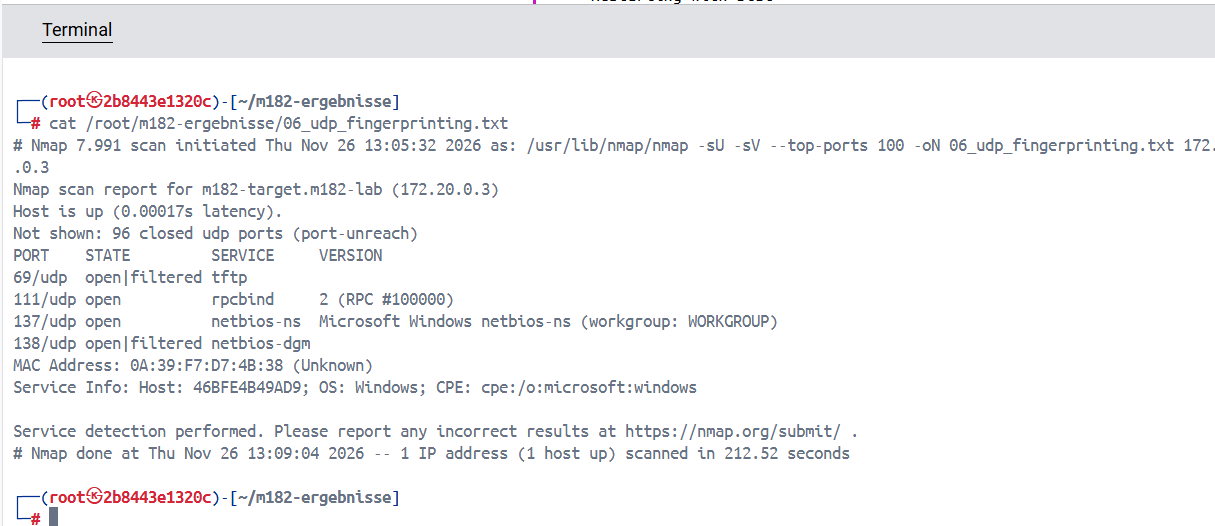 Terminal
┌──(root㉿2b8443e1320c)-[~/m182-ergebnisse]
└─# cat /root/m182-ergebnisse/06_udp_fingerprinting.txt
# Nmap 7.991 scan initiated Thu Nov 26 13:05:32 2026 as: /usr/lib/nmap/nmap -sU -sV --top-ports 100 -oN 06_udp_fingerprinting.txt 172.
.0.3
Nmap scan report for m182-target.m182-lab (172.20.0.3)
Host is up (0.00017s latency).
Not shown: 96 closed udp ports (port-unreach)
PORT    STATE         SERVICE     VERSION
69/udp  open|filtered tftp
111/udp open          rpcbind     2 (RPC #100000)
137/udp open          netbios-ns  Microsoft Windows netbios-ns (workgroup: WORKGROUP)
138/udp open|filtered netbios-dgm
MAC Address: 0A:39:F7:D7:4B:38 (Unknown)
Service Info: Host: 46BFE4B49AD9; OS: Windows; CPE: cpe:/o:microsoft:windows

Service detection performed. Please report any incorrect results at https://nmap.org/submit/ .
# Nmap done at Thu Nov 26 13:09:04 2026 -- 1 IP address (1 host up) scanned in 212.52 seconds

┌──(root㉿2b8443e1320c)-[~/m182-ergebnisse]
└─#